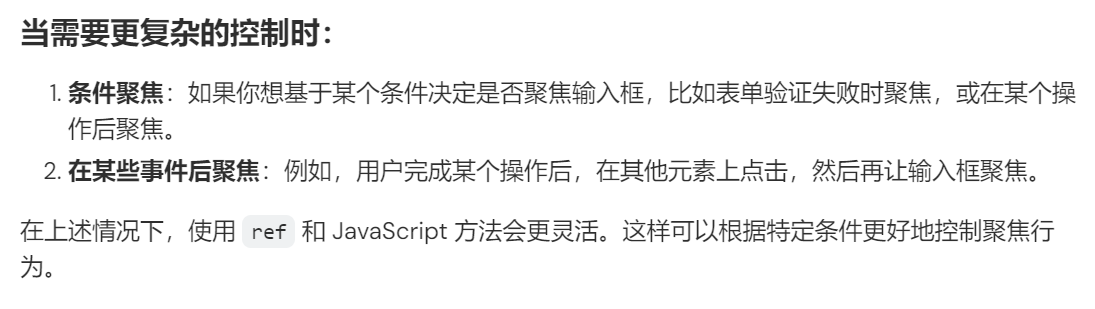 当需要更复杂的控制时：
1. 条件聚焦：如果你想基于某个条件决定是否聚焦输入框，比如表单验证失败时聚焦，或在某个操
作后聚焦。
2. 在某些事件后聚焦：例如，用户完成某个操作后，在其他元素上点击，然后再让输入框聚焦。
在上述情况下，使用 ref 和 JavaScript 方法会更灵活。这样可以根据特定条件更好地控制聚焦行
为。